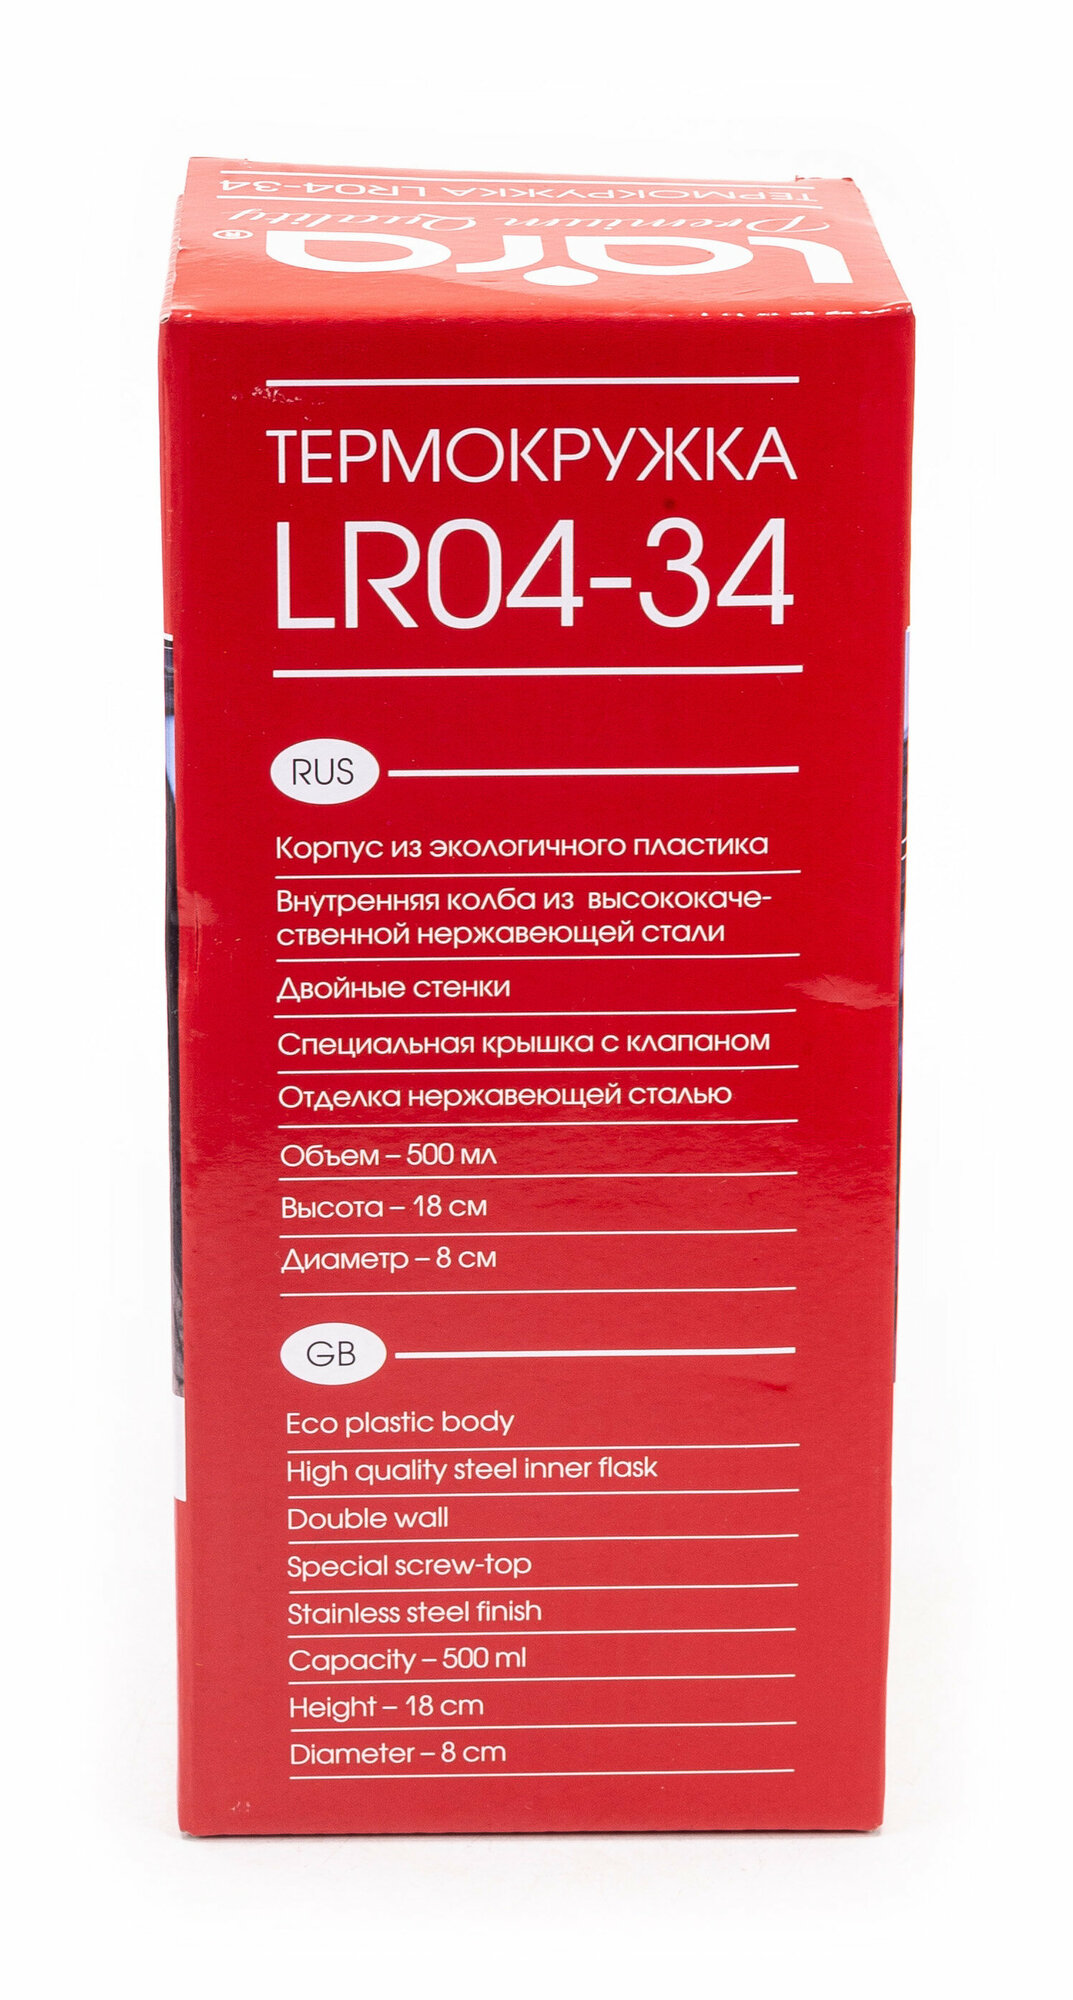 ТЕРМОКРУЖКА LR04-34
Premium Quality
Lara®
ТЕРМОКРУЖКА
LR04-34
RUS
Корпус из экологичного пластика
Внутренняя колба из высококаче-
ственной нержавеющей стали
Двойные стенки
Специальная крышка с клапаном
Отделка нержавеющей сталью
Объем – 500 мл
Высота – 18 см
Диаметр – 8 см
GB
Eco plastic body
High quality steel inner flask
Double wall
Special screw-top
Stainless steel finish
Capacity – 500 ml
Height – 18 cm
Diameter – 8 cm